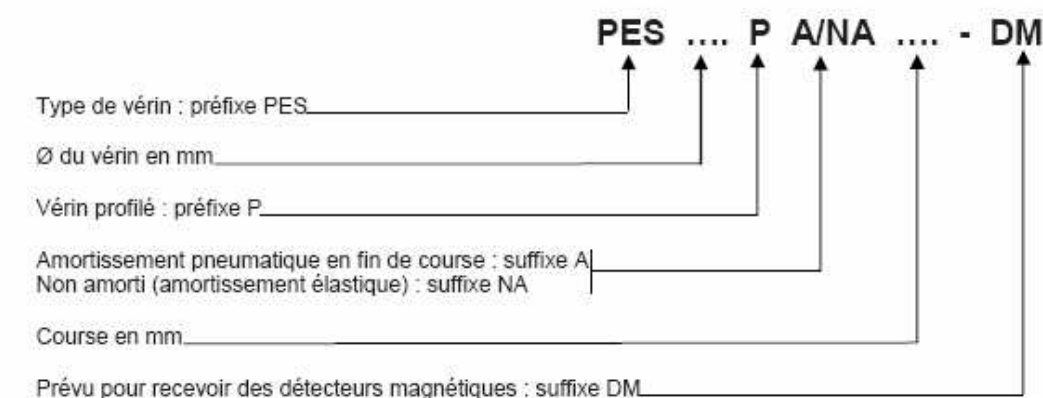 PES .... P A/NA .... - DM
Type de vérin : préfixe PES
Ø du vérin en mm
Vérin profilé : préfixe P
Amortissement pneumatique en fin de course : suffixe A
Non amorti (amortissement élastique) : suffixe NA
Course en mm
Prévu pour recevoir des détecteurs magnétiques : suffixe DM